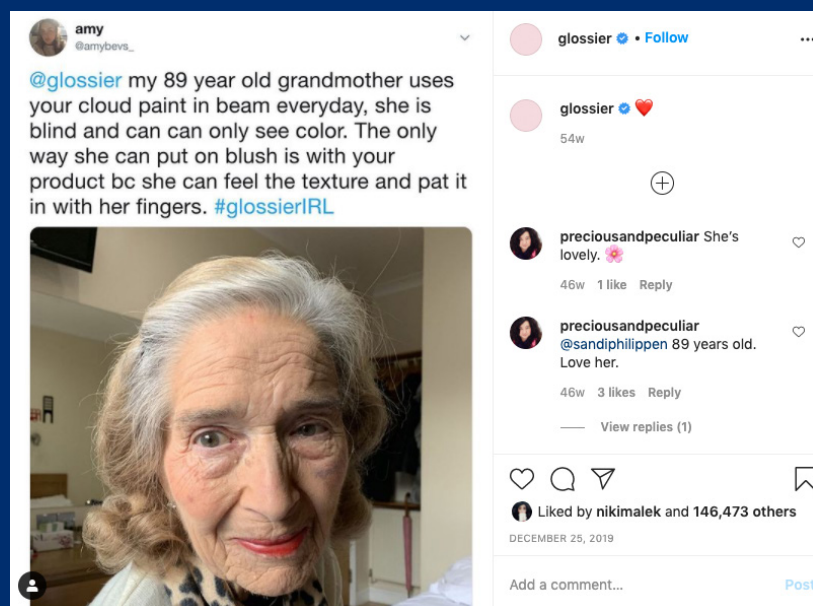 amy
@amybevs_
@glossier my 89 year old grandmother uses
your cloud paint in beam everyday, she is
blind and can can only see color. The only
way she can put on blush is with your
product bc she can feel the texture and pat it
in with her fingers. #glossierIRL
glossier • Follow
glossier ❤️
54w
preciousandpeculiar She's
lovely. 🌸
46w 1 like Reply
preciousandpeculiar
@sandiphilippen 89 years old.
Love her.
46w 3 likes Reply
View replies (1)
Liked by nikimalek and 146,473 others
DECEMBER 25, 2019
Add a comment... Post